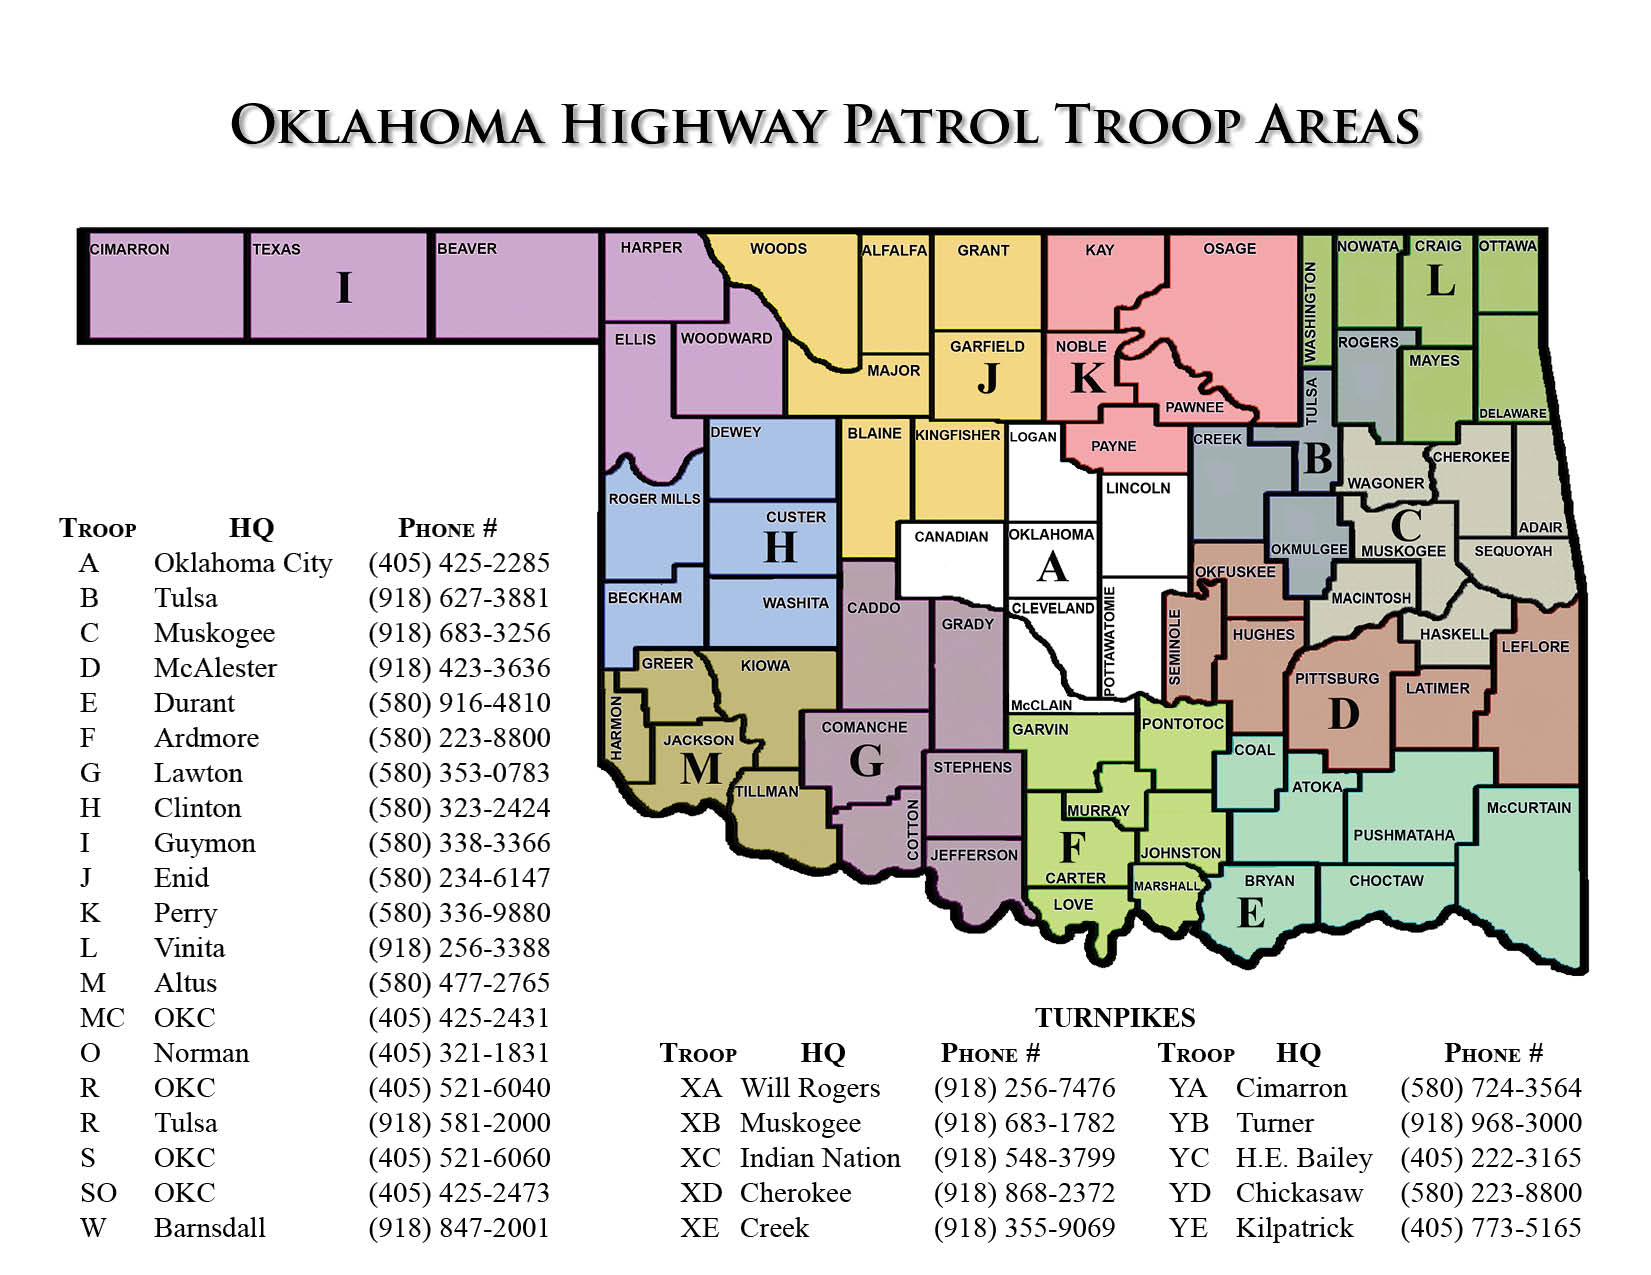 OKLAHOMA HIGHWAY PATROL TROOP AREAS
CIMARRON
TEXAS
BEAVER
HARPER
WOODS
ALFALFA
GRANT
KAY
OSAGE
WASHINGTON
NOWATA
CRAIG
OTTAWA
I
L
ELLIS
WOODWARD
MAJOR
GARFIELD
J
NOBLE
K
PAWNEE
TULSA
ROGERS
MAYES
DELAWARE
DEWEY
BLAINE
KINGFISHER
LOGAN
PAYNE
CREEK
B
WAGONER
CHEROKEE
ADAIR
ROGER MILLS
CUSTER
H
CANADIAN
OKLAHOMA
A
LINCOLN
OKMULGEE
C
MUSKOGEE
SEQUOYAH
BECKHAM
WASHITA
CADDO
GRADY
CLEVELAND
POTTAWATOMIE
SEMINOLE
OKFUSKEE
HUGHES
MACINTOSH
HASKELL
LEFLORE
GREER
KIOWA
HARMON
JACKSON
M
TILLMAN
COMANCHE
G
COTTON
STEPHENS
JEFFERSON
McCLAIN
GARVIN
PONTOTOC
COAL
PITTSBURG
D
LATIMER
MURRAY
F
CARTER
JOHNSTON
LOVE
MARSHALL
ATOKA
PUSHMATAHA
McCURTAIN
BRYAN
E
CHOCTAW
TROOP HQ PHONE #
A Oklahoma City (405) 425-2285
B Tulsa (918) 627-3881
C Muskogee (918) 683-3256
D McAlester (918) 423-3636
E Durant (580) 916-4810
F Ardmore (580) 223-8800
G Lawton (580) 353-0783
H Clinton (580) 323-2424
I Guymon (580) 338-3366
J Enid (580) 234-6147
K Perry (580) 336-9880
L Vinita (918) 256-3388
M Altus (580) 477-2765
MC OKC (405) 425-2431
O Norman (405) 321-1831
R OKC (405) 521-6040
R Tulsa (918) 581-2000
S OKC (405) 521-6060
SO OKC (405) 425-2473
W Barnsdall (918) 847-2001
TURNPIKES
TROOP HQ PHONE # TROOP HQ PHONE #
XA Will Rogers (918) 256-7476 YA Cimarron (580) 724-3564
XB Muskogee (918) 683-1782 YB Turner (918) 968-3000
XC Indian Nation (918) 548-3799 YC H.E. Bailey (405) 222-3165
XD Cherokee (918) 868-2372 YD Chickasaw (580) 223-8800
XE Creek (918) 355-9069 YE Kilpatrick (405) 773-5165